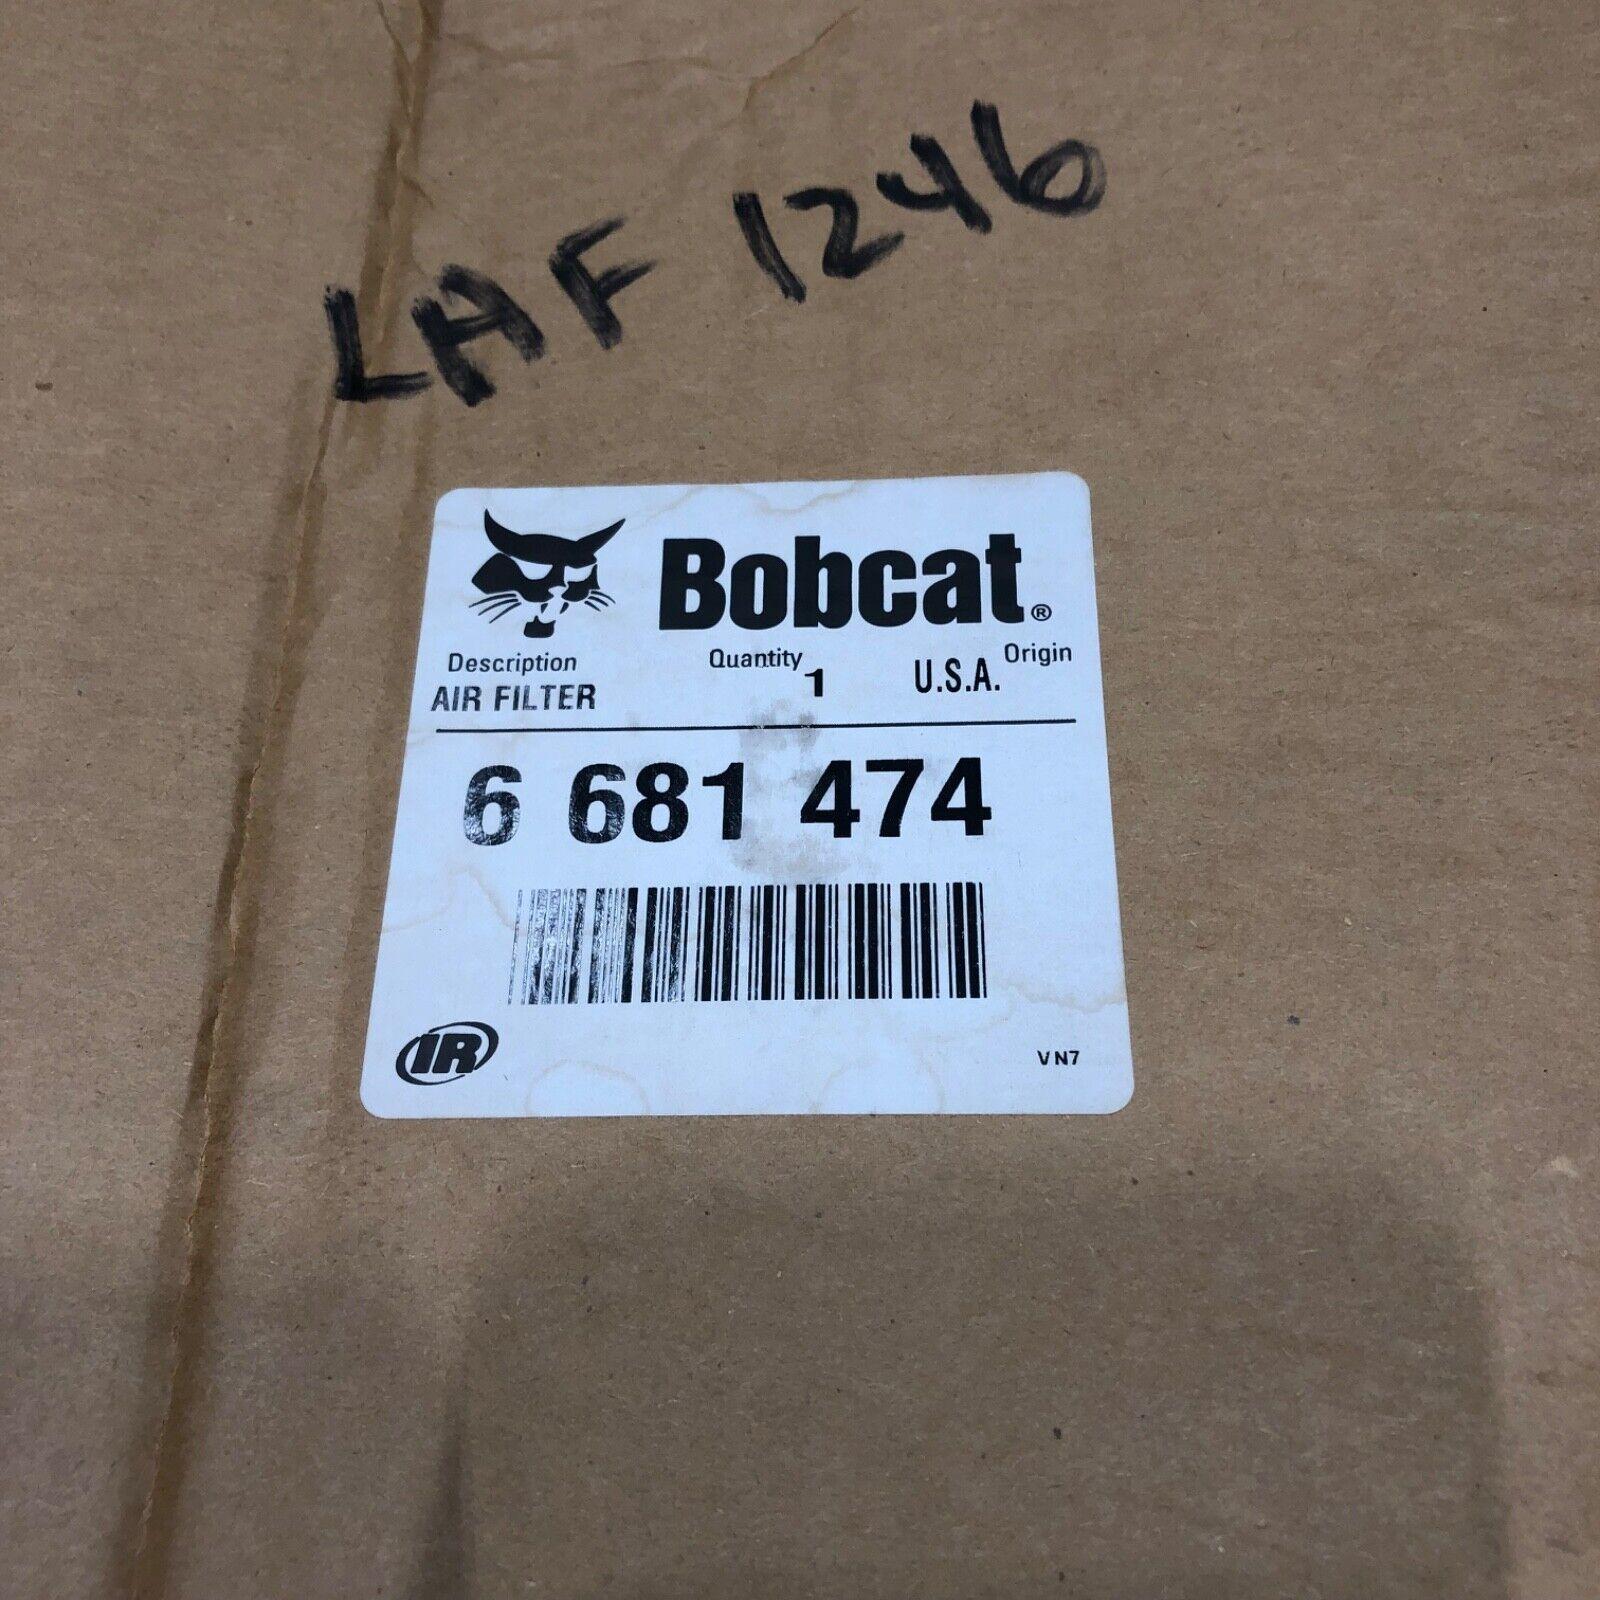 LAF 1246
Bobcat®
Description Quantity Origin
AIR FILTER 1 U.S.A.
6 681 474
IR VN7